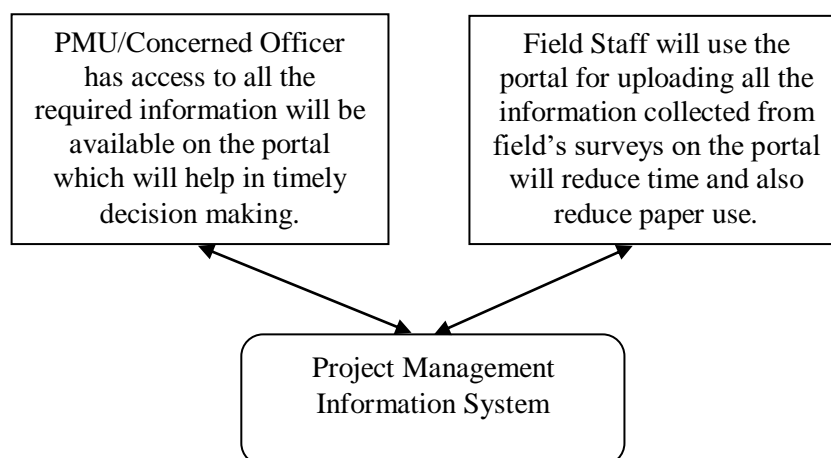 PMU/Concerned Officer
has access to all the
required information will be
available on the portal
which will help in timely
decision making.
Field Staff will use the
portal for uploading all the
information collected from
field’s surveys on the portal
will reduce time and also
reduce paper use.
Project Management
Information System